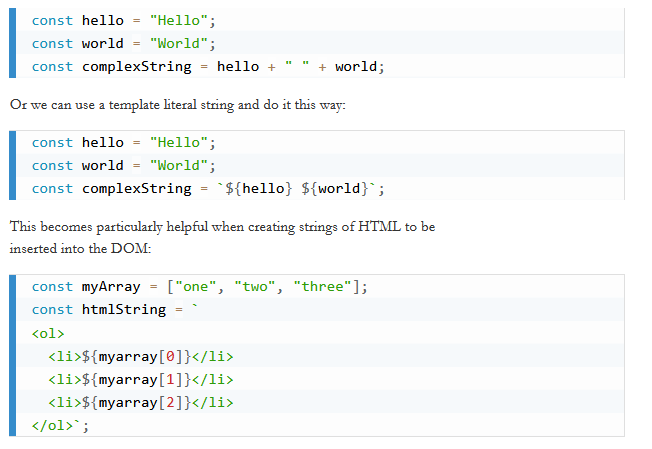 const hello = "Hello";
const world = "World";
const complexString = hello + " " + world;
Or we can use a template literal string and do it this way:
const hello = "Hello";
const world = "World";
const complexString = `${hello} ${world}`;
This becomes particularly helpful when creating strings of HTML to be
inserted into the DOM:
const myArray = ["one", "two", "three"];
const htmlString = `
<ol>
  <li>${myarray[0]}</li>
  <li>${myarray[1]}</li>
  <li>${myarray[2]}</li>
</ol>`;